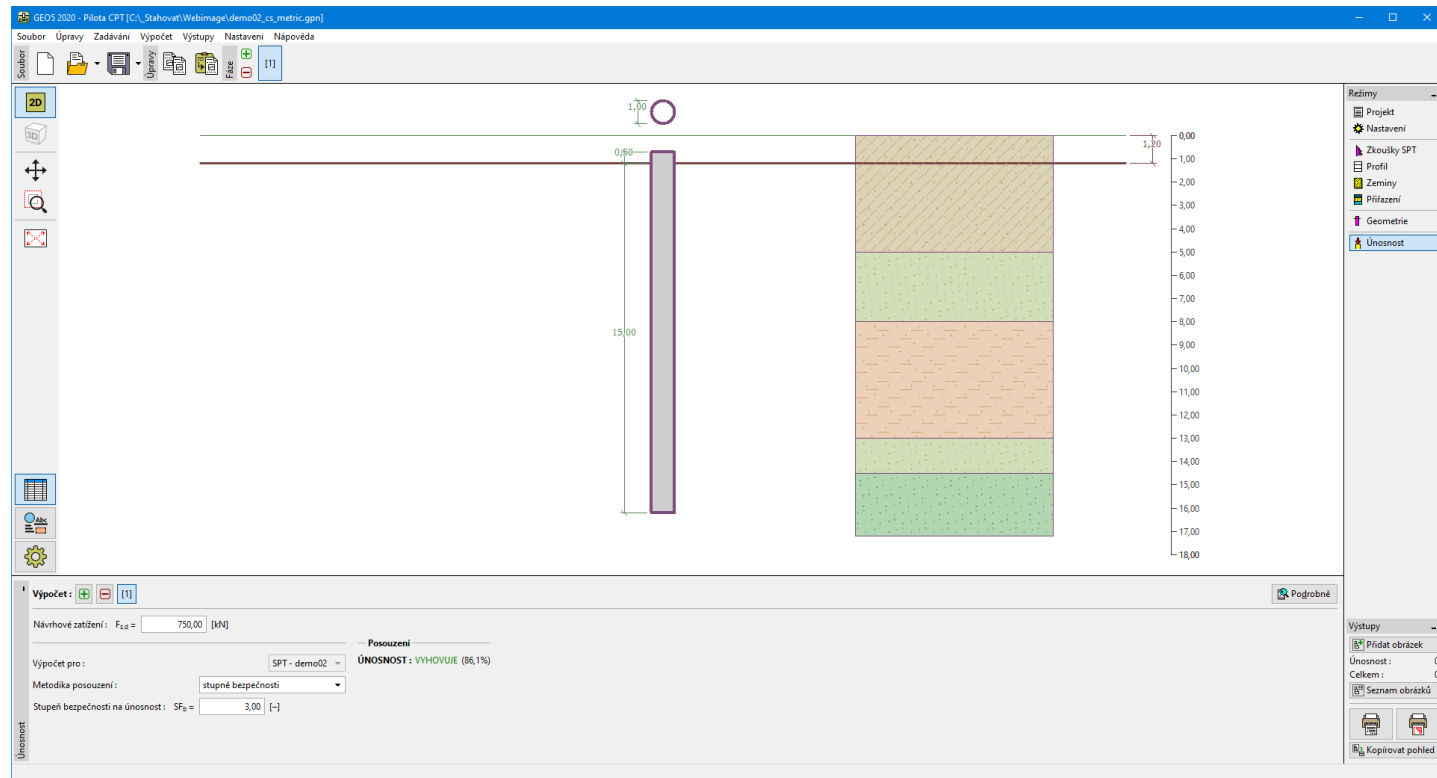 GEO5 2020 - Pilota CPT [C:\_Stahovat\Webimage\demo02_cs_metric.gpn]
Soubor Úpravy Zadávání Výpočet Výstupy Nastavení Nápověda
Soubor
Úpravy
Fáze
[1]
2D
3D
Abc
1,00
0,50
15,00
1,20
0,00
1,00
2,00
3,00
4,00
5,00
6,00
7,00
8,00
9,00
10,00
11,00
12,00
13,00
14,00
15,00
16,00
17,00
18,00
Režimy
Projekt
Nastavení
Zkoušky SPT
Profil
Zeminy
Přiřazení
Geometrie
Únosnost
Výpočet : [1]
Podrobně
Návrhové zatížení : Fs,d = 750,00 [kN]
Posouzení
Výpočet pro : SPT - demo02
ÚNOSNOST : VYHOVUJE (86,1%)
Metodika posouzení : stupně bezpečnosti
Stupeň bezpečnosti na únosnost : SFb = 3,00 [–]
Únosnost
Výstupy
Přidat obrázek
Únosnost : 0
Celkem : 0
Seznam obrázků
Kopírovat pohled